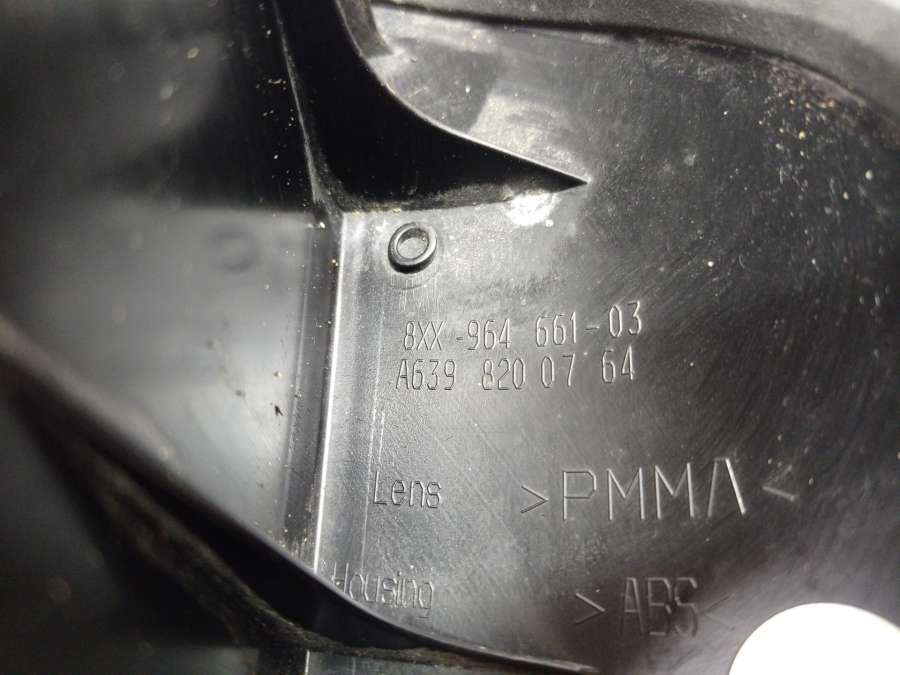 8XX-964 661-03
A639 820 07 64
Lens >PMMA<
Housing >ABS<